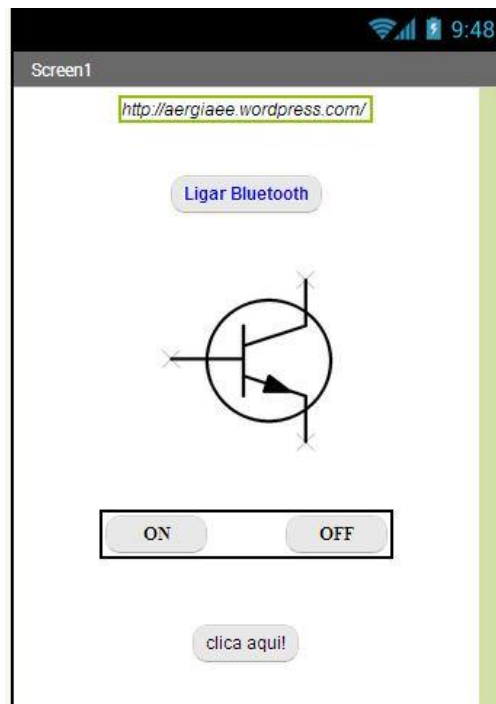 9:48
Screen1
http://aergiaee.wordpress.com/
Ligar Bluetooth
ON OFF
clica aqui!